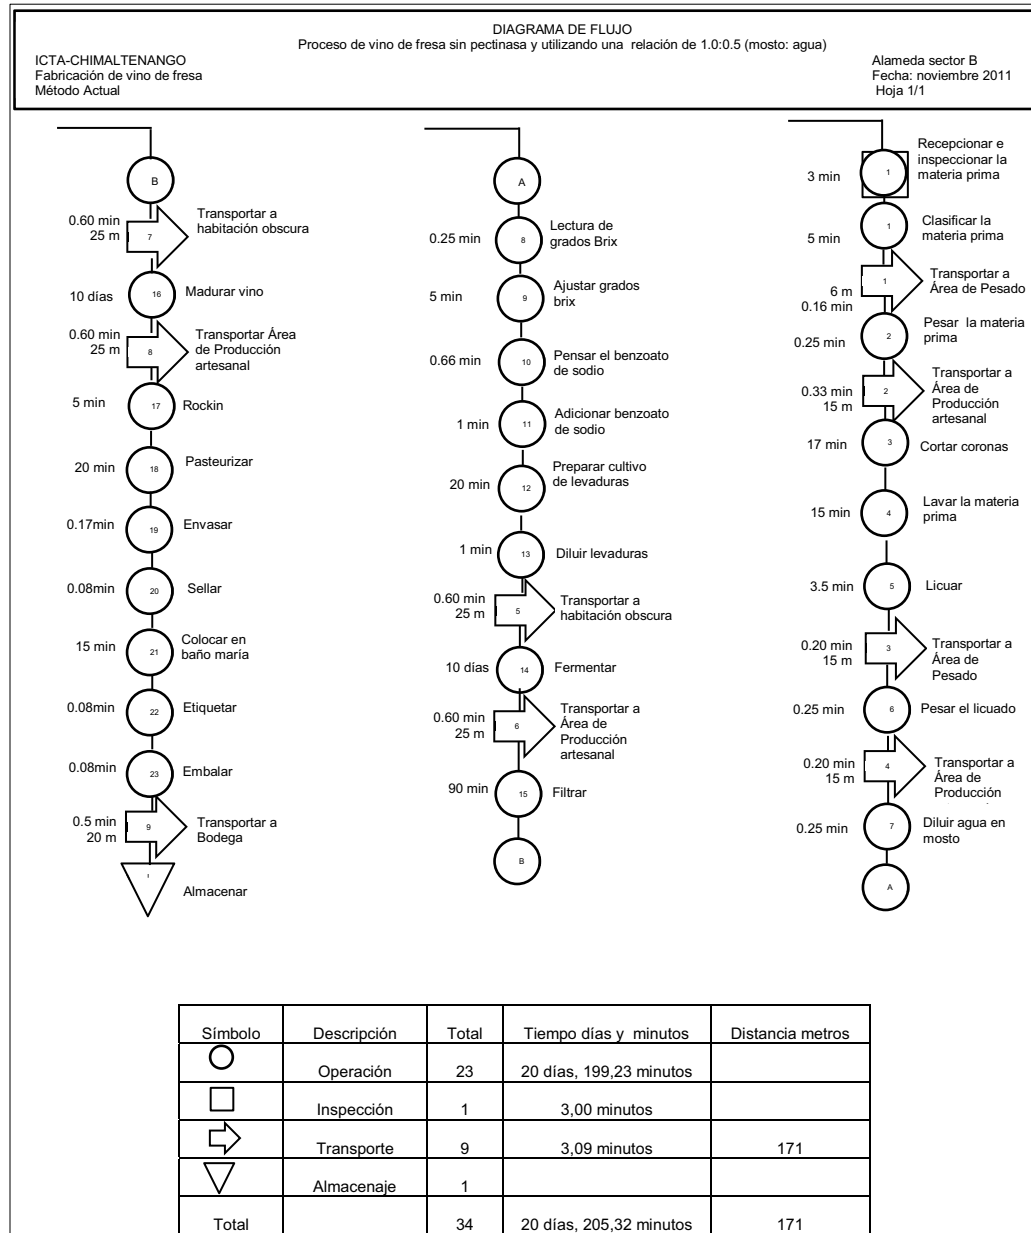 DIAGRAMA DE FLUJO
Proceso de vino de fresa sin pectinasa y utilizando una relación de 1.0:0.5 (mosto: agua)
ICTA-CHIMALTENANGO
Fabricación de vino de fresa
Método Actual
Alameda sector B
Fecha: noviembre 2011
Hoja 1/1
B
0.60 min
25 m
7
Transportar a
habitación obscura
10 días
16
Madurar vino
0.60 min
25 m
8
Transportar Área
de Producción
artesanal
5 min
17
Rockin
20 min
18
Pasteurizar
0.17min
19
Envasar
0.08min
20
Sellar
15 min
21
Colocar en
baño maría
0.08min
22
Etiquetar
0.08min
23
Embalar
0.5 min
20 m
9
Transportar a
Bodega
Almacenar
A
0.25 min
8
Lectura de
grados Brix
5 min
9
Ajustar grados
brix
0.66 min
10
Pensar el benzoato
de sodio
1 min
11
Adicionar benzoato
de sodio
20 min
12
Preparar cultivo
de levaduras
1 min
13
Diluir levaduras
0.60 min
25 m
5
Transportar a
habitación obscura
10 días
14
Fermentar
0.60 min
25 m
6
Transportar a
Área de
Producción
artesanal
90 min
15
Filtrar
B
3 min
1
Recepcionar e
inspeccionar la
materia prima
5 min
1
Clasificar la
materia prima
6 m
0.16 min
1
Transportar a
Área de Pesado
0.25 min
2
Pesar la materia
prima
0.33 min
15 m
2
Transportar a
Área de
Producción
artesanal
17 min
3
Cortar coronas
15 min
4
Lavar la materia
prima
3.5 min
5
Licuar
0.20 min
15 m
3
Transportar a
Área de
Pesado
0.25 min
6
Pesar el licuado
0.20 min
15 m
4
Transportar a
Área de
Producción
0.25 min
7
Diluir agua en
mosto
A
Símbolo Descripción Total Tiempo días y minutos Distancia metros
Operación 23 20 días, 199,23 minutos
Inspección 1 3,00 minutos
Transporte 9 3,09 minutos 171
Almacenaje 1
Total 34 20 días, 205,32 minutos 171